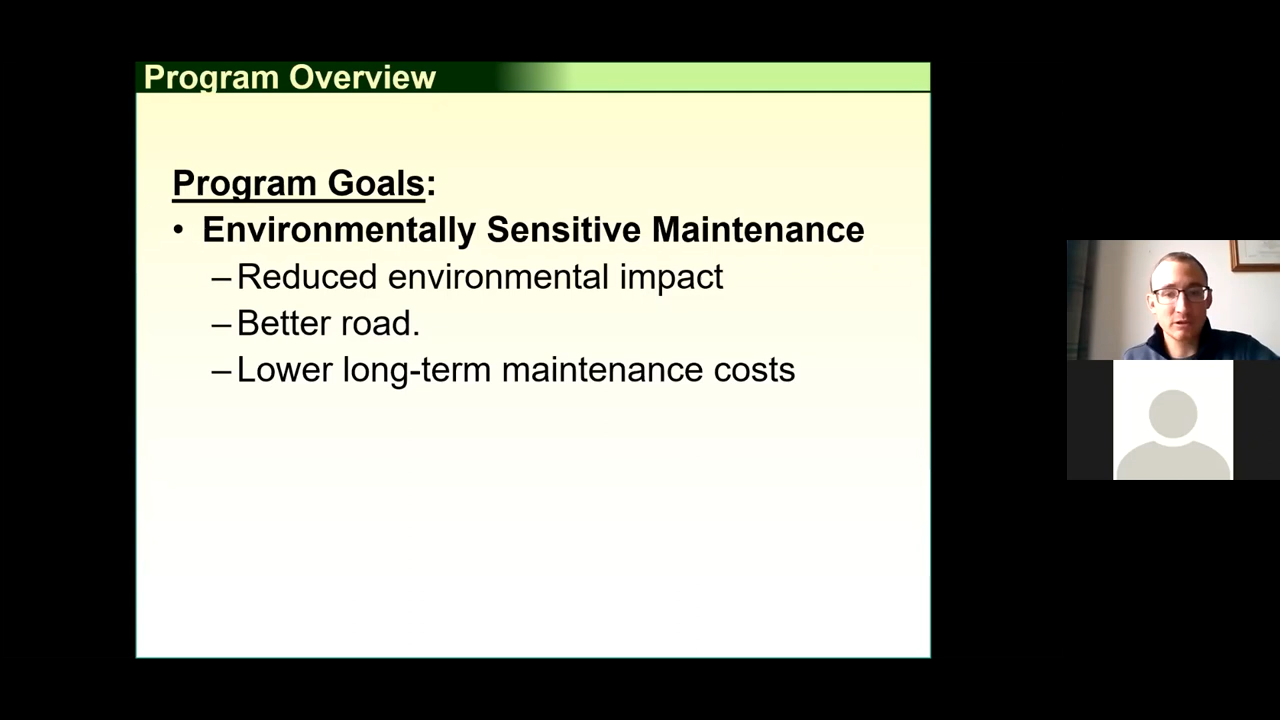 Program Overview
Program Goals:
• Environmentally Sensitive Maintenance
–Reduced environmental impact
–Better road.
–Lower long-term maintenance costs